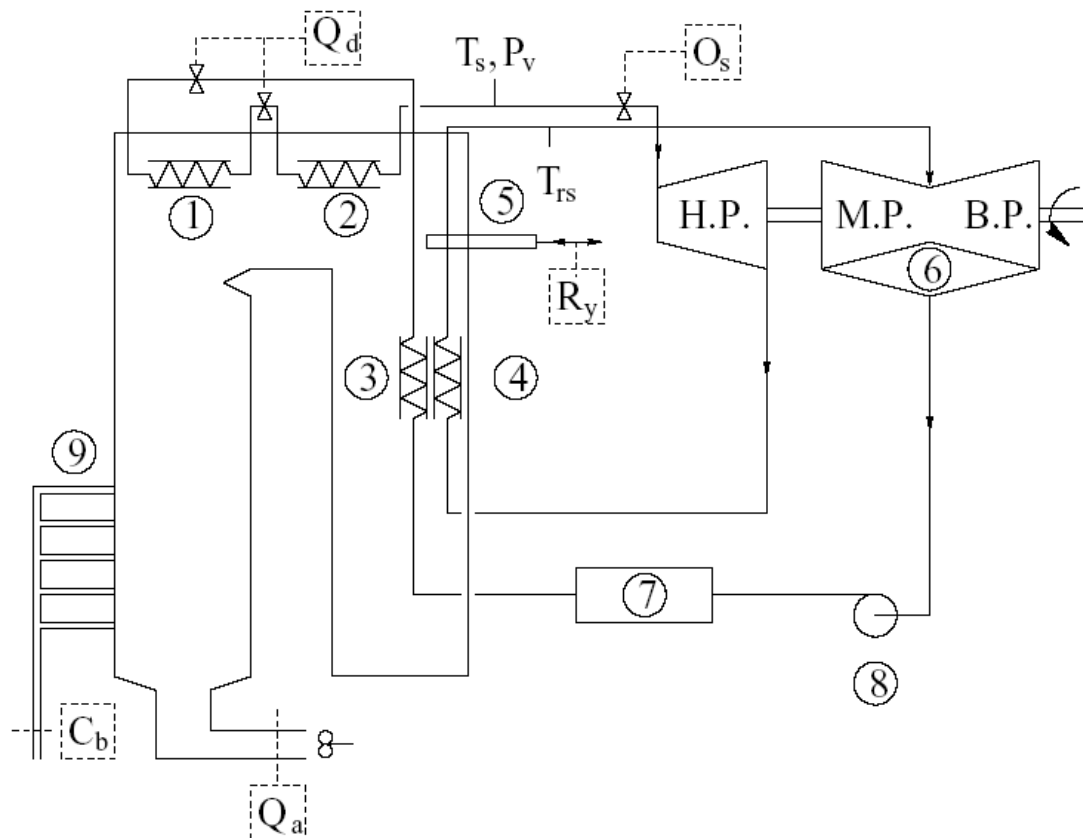 Q_d
O_s
T_s, P_v
1
2
T_rs
5
H.P.
M.P.
B.P.
6
R_y
3
4
9
7
8
C_b
Q_a